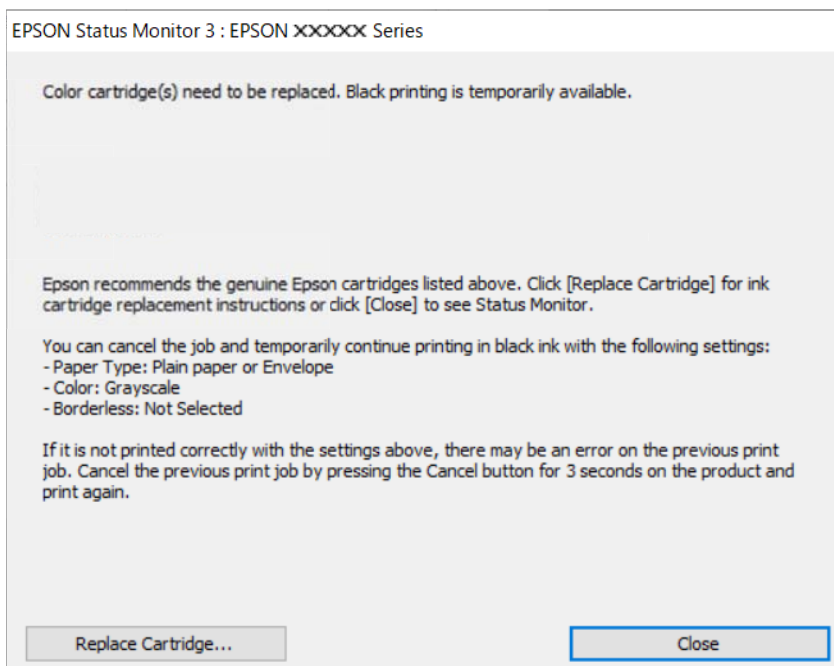 EPSON Status Monitor 3 : EPSON XXXXX Series
Color cartridge(s) need to be replaced. Black printing is temporarily available.
Epson recommends the genuine Epson cartridges listed above. Click [Replace Cartridge] for ink
cartridge replacement instructions or click [Close] to see Status Monitor.
You can cancel the job and temporarily continue printing in black ink with the following settings:
- Paper Type: Plain paper or Envelope
- Color: Grayscale
- Borderless: Not Selected
If it is not printed correctly with the settings above, there may be an error on the previous print
job. Cancel the previous print job by pressing the Cancel button for 3 seconds on the product and
print again.
Replace Cartridge... Close